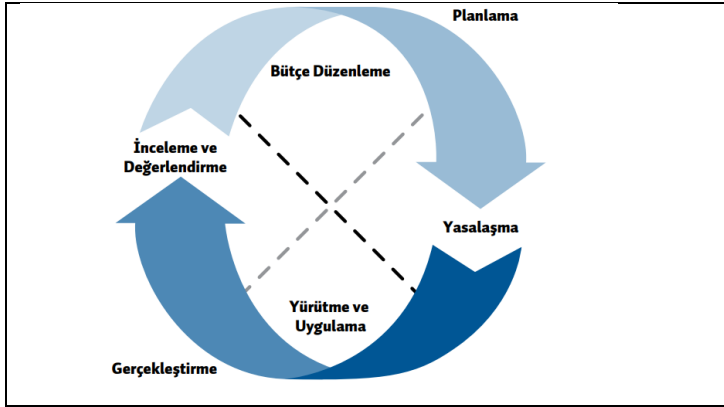 Planlama
Bütçe Düzenleme
İnceleme ve
Değerlendirme
Yasalaşma
Yürütme ve
Uygulama
Gerçekleştirme